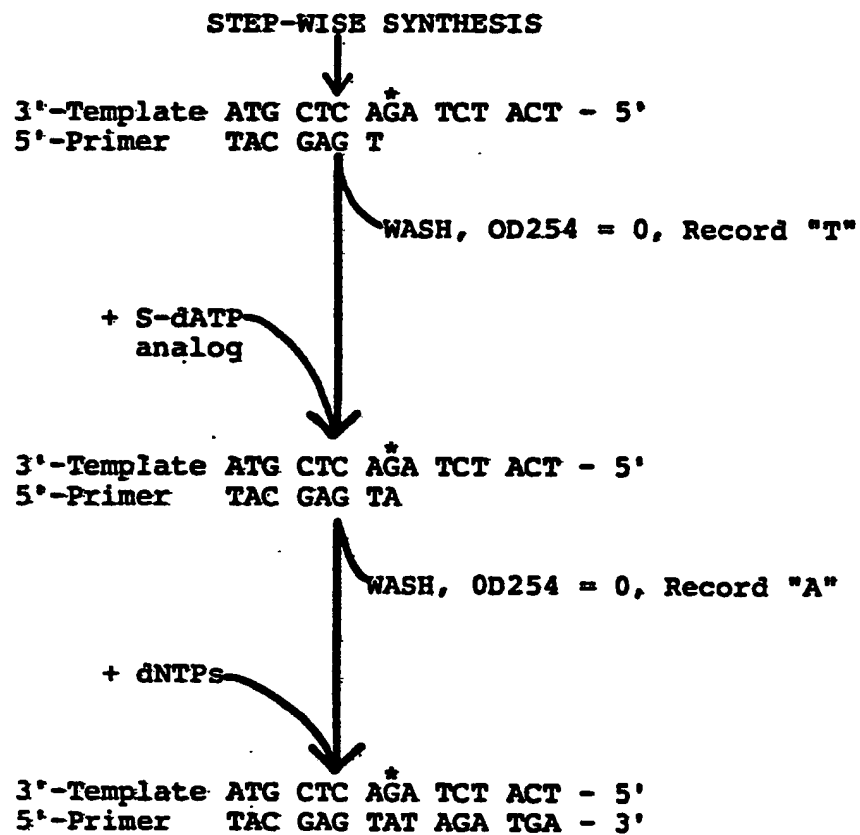 STEP-WISE SYNTHESIS
*
3'-Template ATG CTC AGA TCT ACT - 5'
5'-Primer TAC GAG T
WASH, OD254 = 0, Record "T"
+ S-dATP
analog
*
3'-Template ATG CTC AGA TCT ACT - 5'
5'-Primer TAC GAG TA
WASH, OD254 = 0, Record "A"
+ dNTPs
*
3'-Template ATG CTC AGA TCT ACT - 5'
5'-Primer TAC GAG TAT AGA TGA - 3'